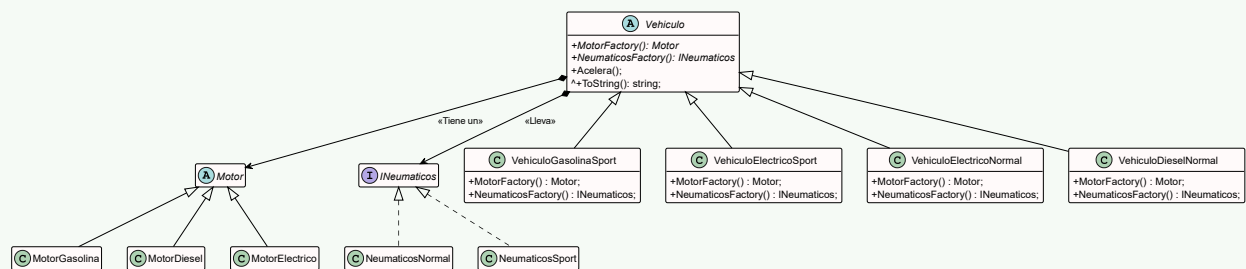 A Vehiculo
+MotorFactory(): Motor
+NeumaticosFactory(): INeumaticos
+Acelera();
^+ToString(): string;
«Tiene un»
«Lleva»
A Motor
I INeumaticos
C VehiculoGasolinaSport
+MotorFactory() : Motor;
+NeumaticosFactory() : INeumaticos;
C VehiculoElectricoSport
+MotorFactory() : Motor;
+NeumaticosFactory() : INeumaticos;
C VehiculoElectricoNormal
+MotorFactory() : Motor;
+NeumaticosFactory() : INeumaticos;
C VehiculoDieselNormal
+MotorFactory() : Motor;
+NeumaticosFactory() : INeumaticos;
C MotorGasolina
C MotorDiesel
C MotorElectrico
C NeumaticosNormal
C NeumaticosSport